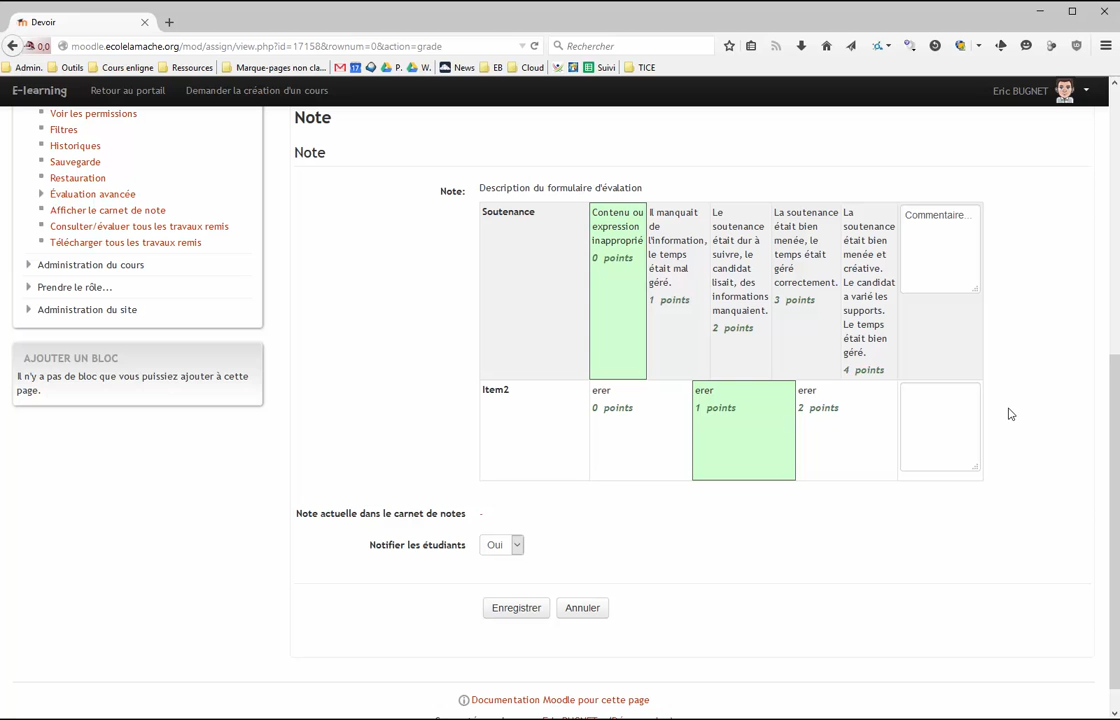 Devoir
0,0
moodle.ecolelamache.org/mod/assign/view.php?id=17158&rownum=0&action=grade
Rechercher
Admin.
Outils
Cours enligne
Ressources
Marque-pages non cla...
17
P.
W.
News
EB
Cloud
Suivi
TICE
E-learning
Retour au portail
Demander la création d'un cours
Eric BUGNET
Voir les permissions
Filtres
Historiques
Sauvegarde
Restauration
Évaluation avancée
Afficher le carnet de note
Consulter/évaluer tous les travaux remis
Télécharger tous les travaux remis
Administration du cours
Prendre le rôle...
Administration du site
AJOUTER UN BLOC
Il n'y a pas de bloc que vous puissiez ajouter à cette
page.
Note
Note
Note:
Description du formulaire d'évalation
Soutenance
Contenu ou
expression
inapproprié
0 points
Il manquait
de
l'information,
le temps
était mal
géré.
1 points
Le
soutenance
était dur à
suivre, le
candidat
lisait, des
informations
manquaient.
2 points
La soutenance
était bien
menée, le
temps était
géré
correctement.
3 points
La
soutenance
était bien
menée et
créative.
Le candidat
a varié les
supports.
Le temps
était bien
géré.
4 points
Commentaire...
Item2
erer
0 points
erer
1 points
erer
2 points
Note actuelle dans le carnet de notes
-
Notifier les étudiants
Oui
Enregistrer
Annuler
Documentation Moodle pour cette page